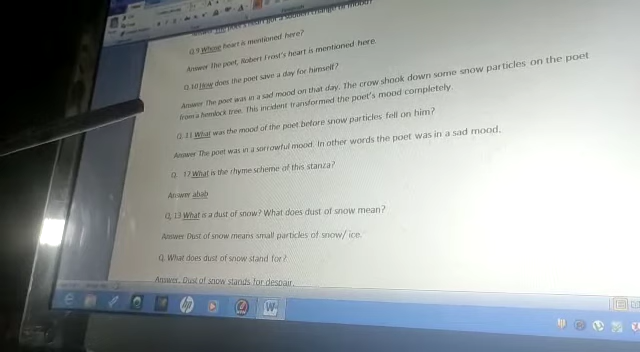 Q.9 Whose heart is mentioned here?
Answer The poet, Robert Frost's heart is mentioned here.
Q.10 How does the poet save a day for himself?
Answer The poet was in a sad mood on that day. The crow shook down some snow particles on the poet
from a hemlock tree. This incident transformed the poet's mood completely.
Q. 11 What was the mood of the poet before snow particles fell on him?
Answer The poet was in a sorrowful mood. In other words the poet was in a sad mood.
Q. 12 What is the rhyme scheme of this stanza?
Answer abab
Q. 13 What is a dust of snow? What does dust of snow mean?
Answer. Dust of snow means small particles of snow/ ice.
Q. What does dust of snow stand for?
Answer. Dust of snow stands for despair.
hp
W